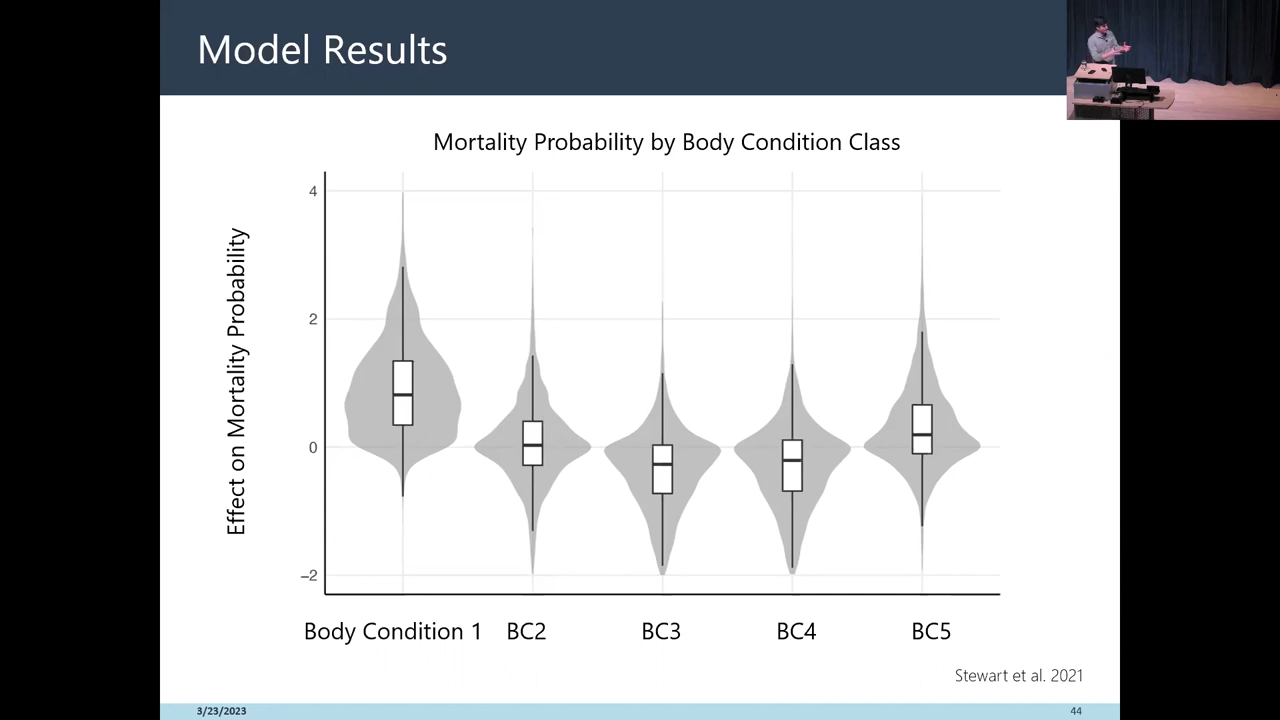 Model Results
Mortality Probability by Body Condition Class
Effect on Mortality Probability
4
2
0
−2
Body Condition 1 BC2 BC3 BC4 BC5
Stewart et al. 2021
3/23/2023 44